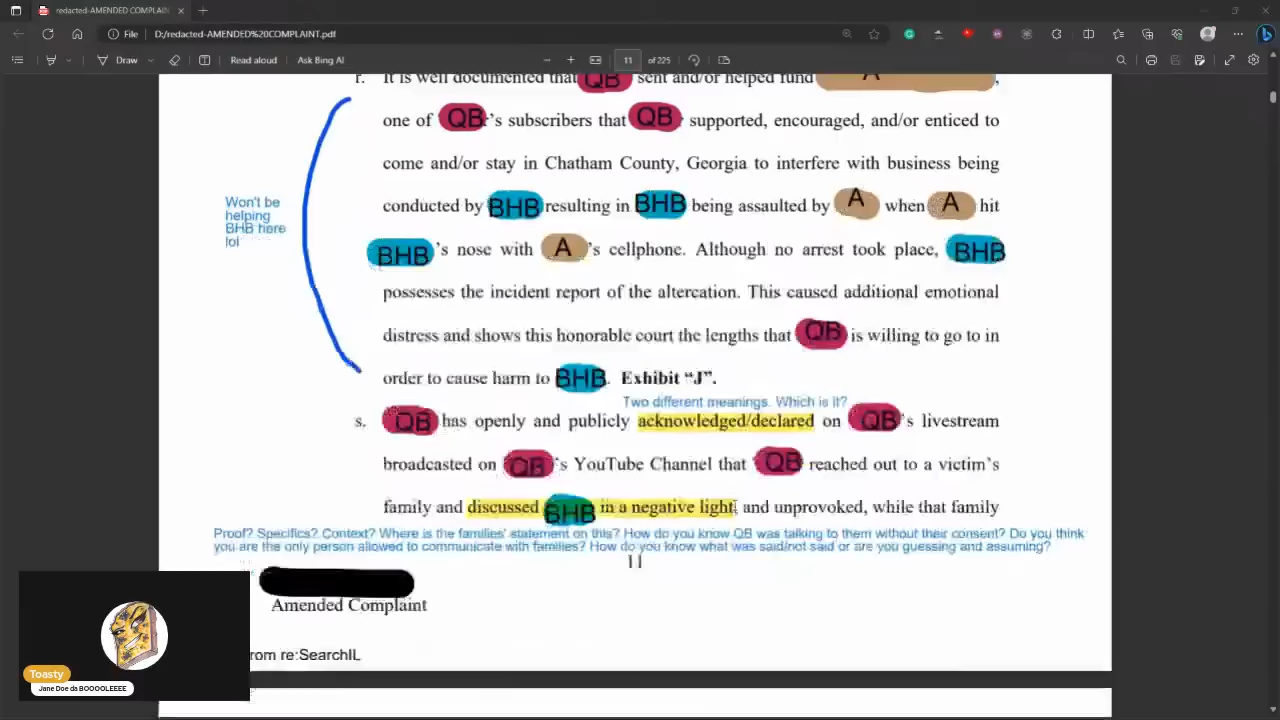 redacted-AMENDED COMPLAIN
File D:/redacted-AMENDED%20COMPLAINT.pdf
Draw Read aloud Ask Bing AI 11 of 225
r. It is well documented that QB sent and/or helped fund A,
one of QB's subscribers that QB supported, encouraged, and/or enticed to
come and/or stay in Chatham County, Georgia to interfere with business being
conducted by BHB resulting in BHB being assaulted by A when A hit
BHB's nose with A's cellphone. Although no arrest took place, BHB
possesses the incident report of the altercation. This caused additional emotional
distress and shows this honorable court the lengths that QB is willing to go to in
order to cause harm to BHB. Exhibit “J”.
Won't be
helping
BHB here
lol
Two different meanings. Which is it?
s. QB has openly and publicly acknowledged/declared on QB's livestream
broadcasted on QB's YouTube Channel that QB reached out to a victim's
family and discussed BHB in a negative light, and unprovoked, while that family
Proof? Specifics? Context? Where is the families' statement on this? How do you know QB was talking to them without their consent? Do you think
you are the only person allowed to communicate with families? How do you know what was said/not said or are you guessing and assuming?
11
Amended Complaint
rom re:SearchIL
Toasty
Jane Doe da BOOOOLEEEE